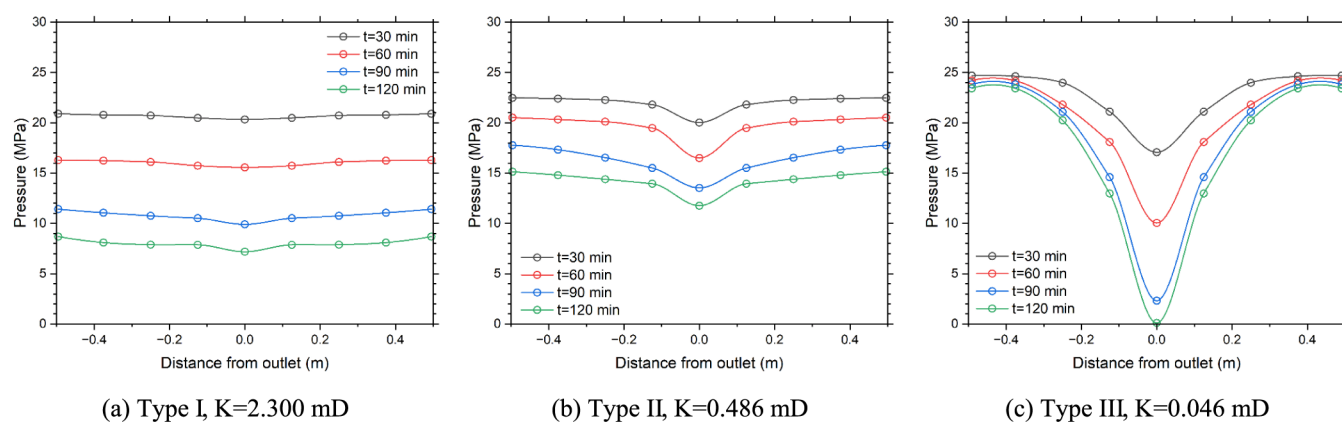 30
25
20
15
10
5
0
Pressure (MPa)
t=30 min
t=60 min
t=90 min
t=120 min
−0.4 −0.2 0.0 0.2 0.4
Distance from outlet (m)
(a) Type I, K=2.300 mD
30
25
20
15
10
5
0
Pressure (MPa)
t=30 min
t=60 min
t=90 min
t=120 min
−0.4 −0.2 0.0 0.2 0.4
Distance from outlet (m)
(b) Type II, K=0.486 mD
30
25
20
15
10
5
0
Pressure (MPa)
t=30 min
t=60 min
t=90 min
t=120 min
−0.4 −0.2 0.0 0.2 0.4
Distance from outlet (m)
(c) Type III, K=0.046 mD